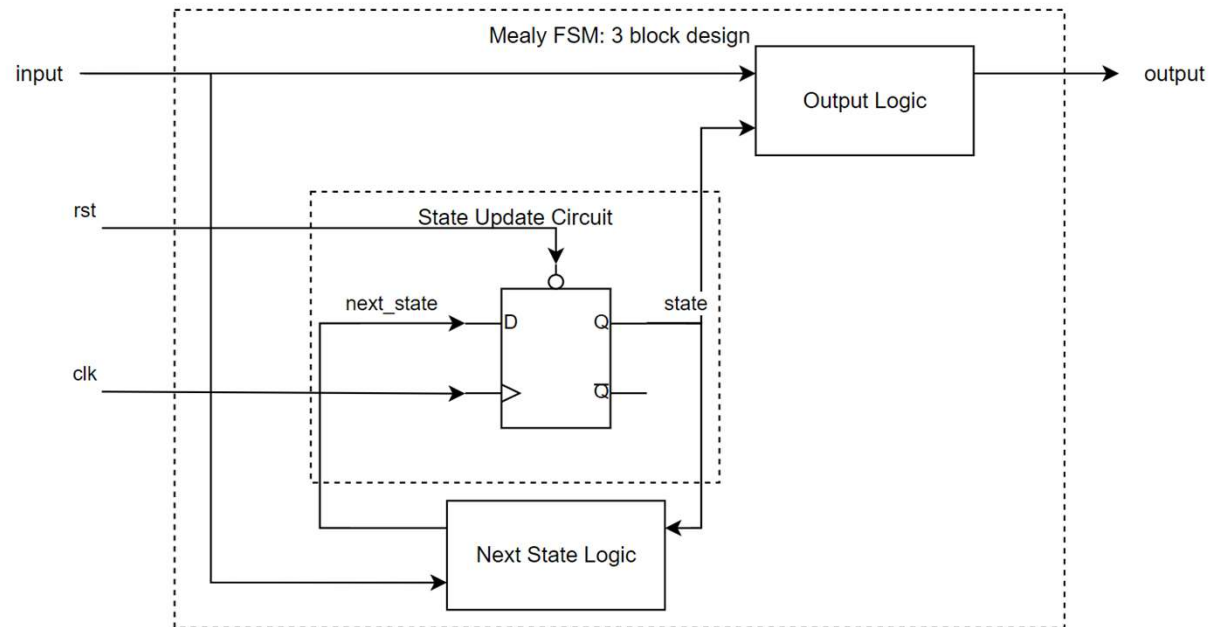 Mealy FSM: 3 block design
input
Output Logic
output
rst
State Update Circuit
next_state
state
D
Q
clk
Q̅
Next State Logic